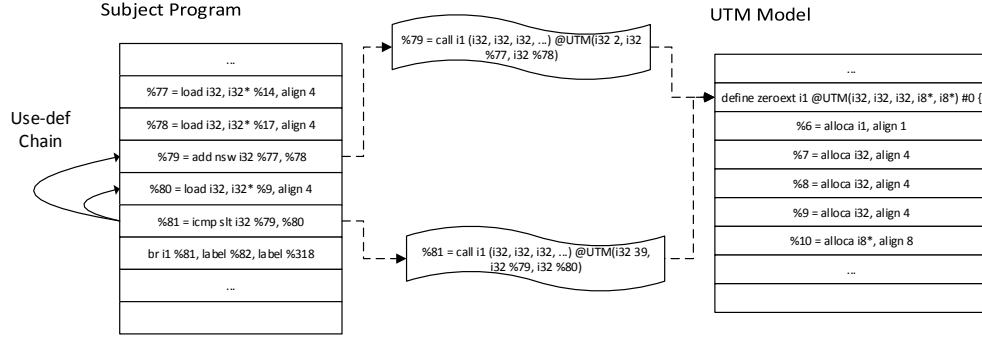 Subject Program
UTM Model
...
%77 = load i32, i32* %14, align 4
%78 = load i32, i32* %17, align 4
%79 = add nsw i32 %77, %78
%80 = load i32, i32* %9, align 4
%81 = icmp slt i32 %79, %80
br i1 %81, label %82, label %318
...
Use-def
Chain
%79 = call i1 (i32, i32, i32, ...) @UTM(i32 2, i32
%77, i32 %78)
%81 = call i1 (i32, i32, i32, ...) @UTM(i32 39,
i32 %79, i32 %80)
...
define zeroext i1 @UTM(i32, i32, i32, i8*, i8*) #0 {
%6 = alloca i1, align 1
%7 = alloca i32, align 4
%8 = alloca i32, align 4
%9 = alloca i32, align 4
%10 = alloca i8*, align 8
...